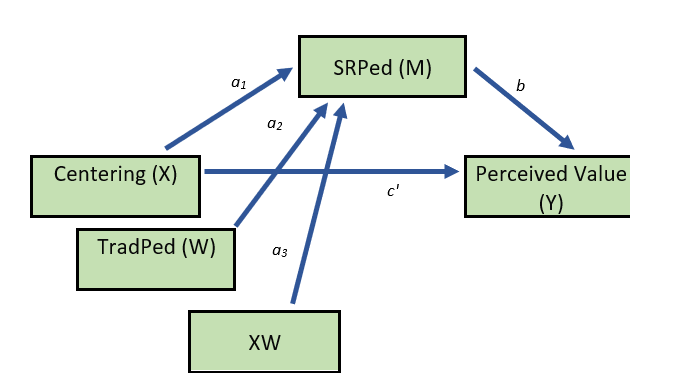 SRPed (M)
a1
b
a2
Centering (X)
Perceived Value
(Y)
c'
TradPed (W)
a3
XW